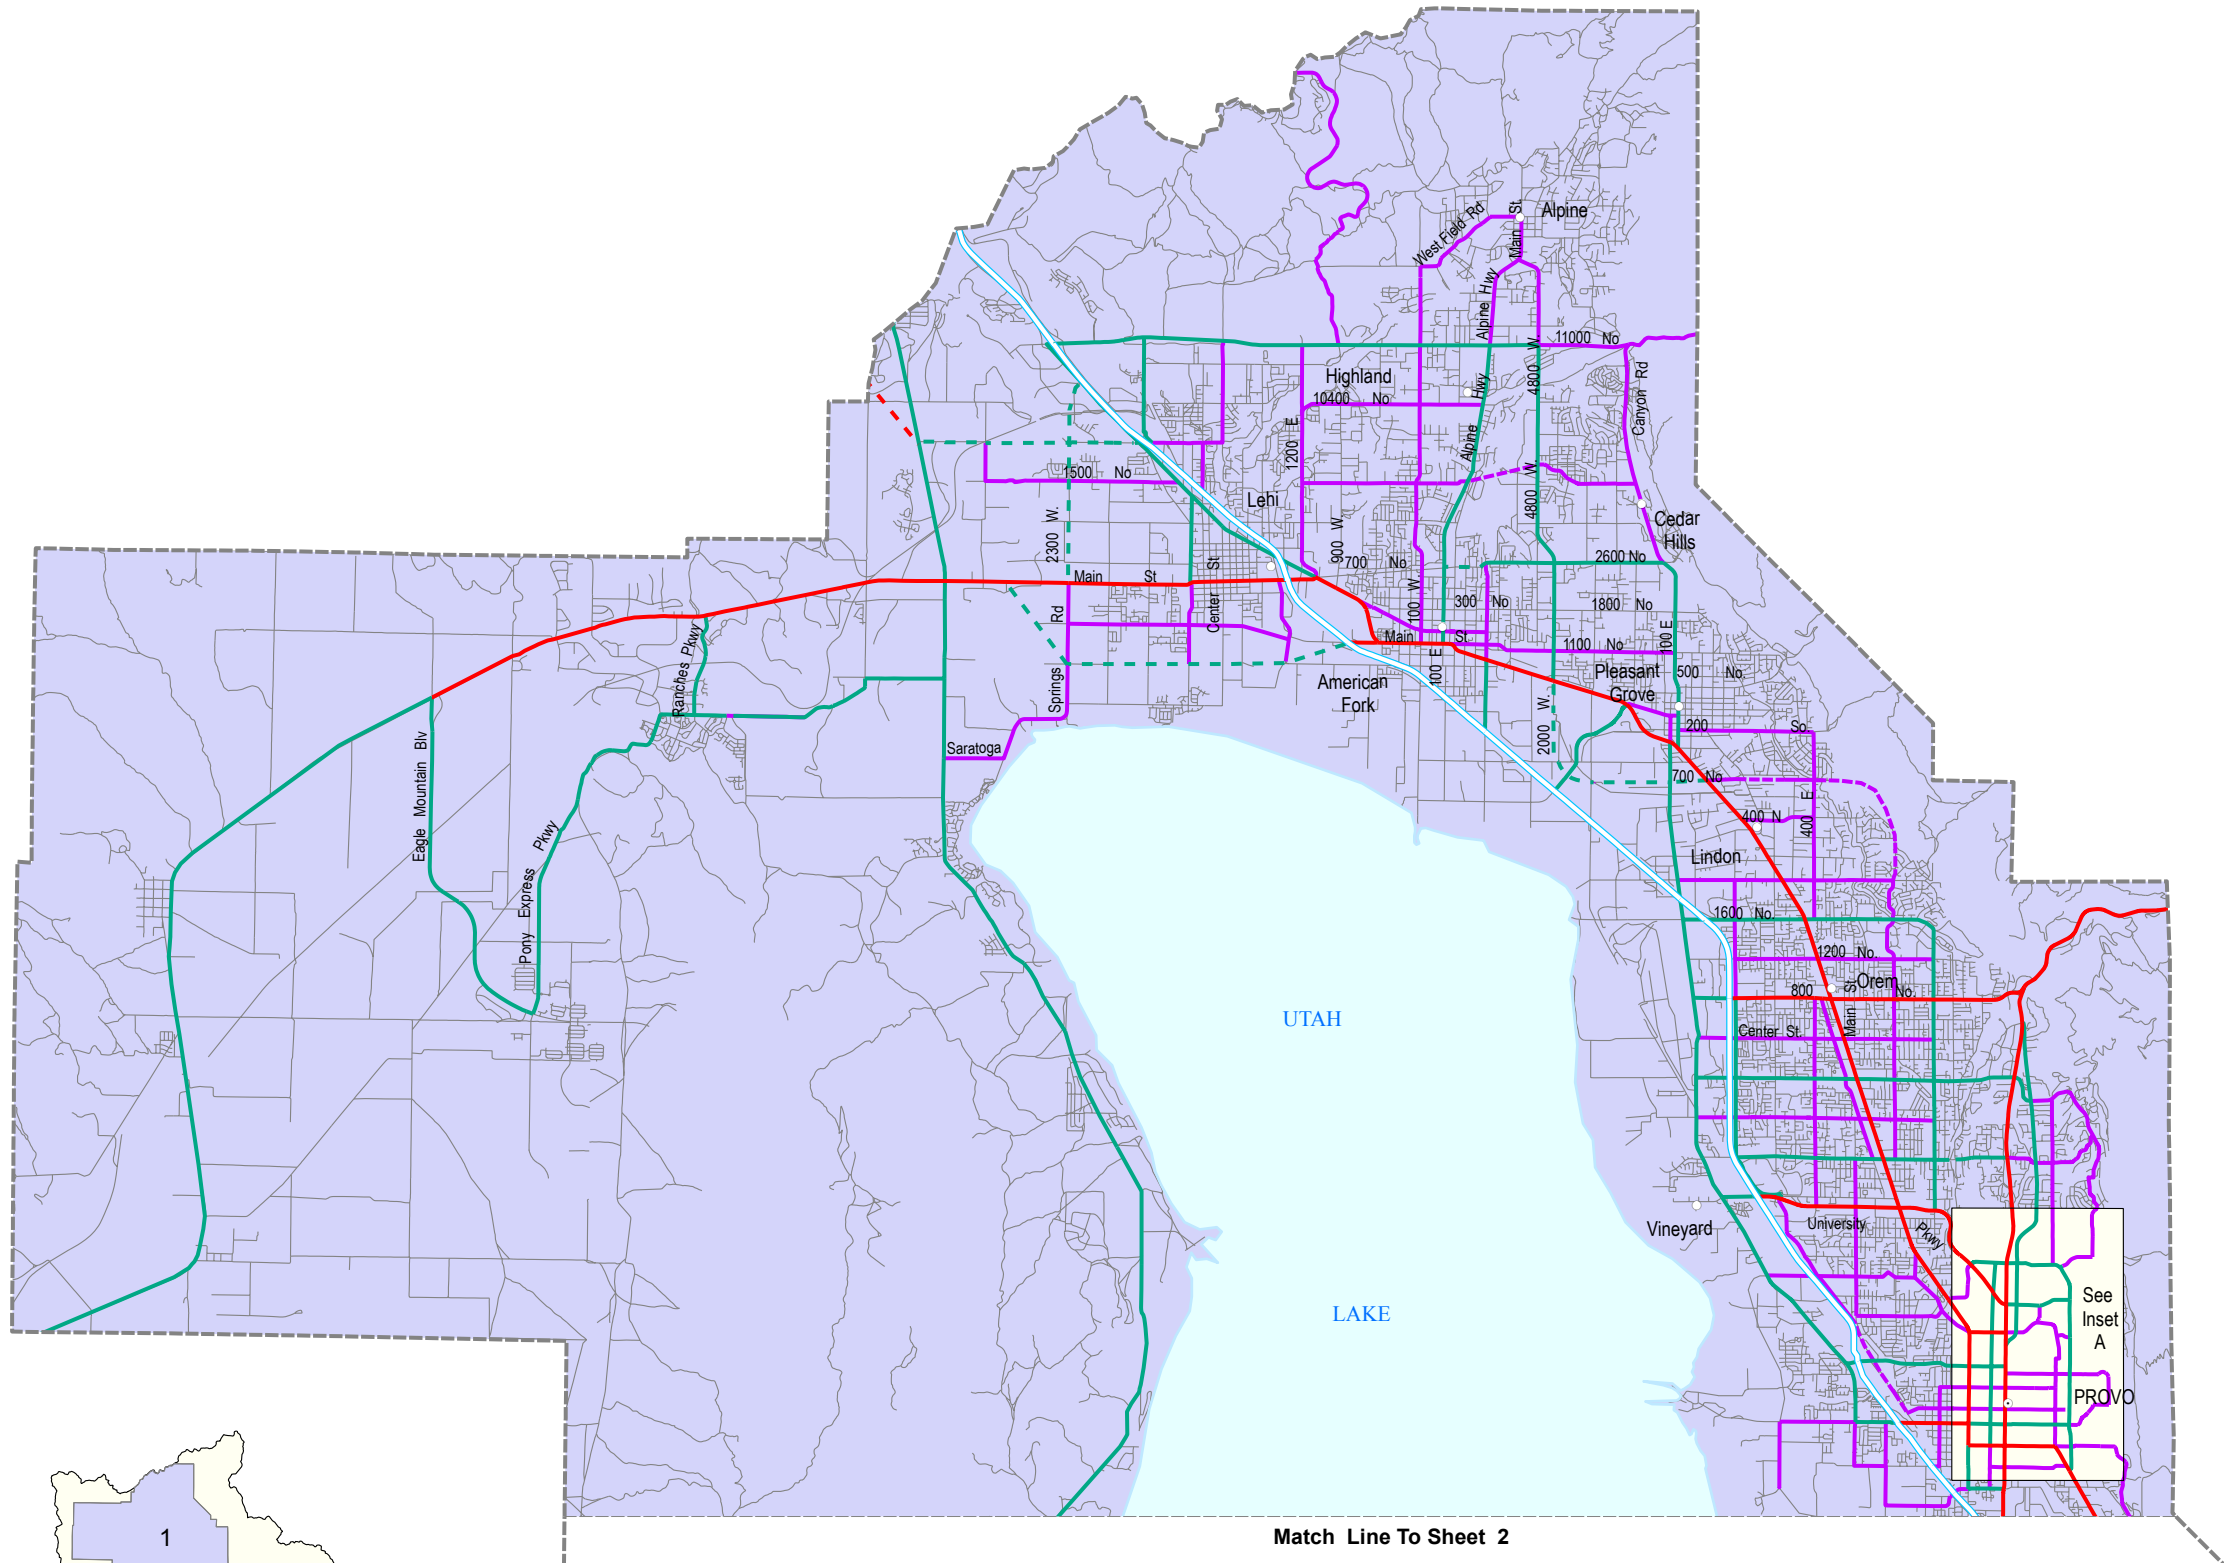 Alpine
West Field Rd
Main St.
Alpine Hwy
11000 No
4800 W.
Canyon Rd
Highland
10400 No
Alpine Hwy
1200 E
1500 No
Lehi
4800 W.
Cedar
Hills
2300 W.
900 W
700 No.
2600 No
Main St
Center St
100 W
300 No
1800 No
100 E
Springs Rd
Main St
1100 No
100 E
Ranches Pkwy
American
Fork
Pleasant
Grove
500 No.
2000 W.
200 So.
Saratoga
Eagle Mountain Blv
700 No
400 N
400 E
Pony Express Pkwy
Lindon
1600 No.
1200 No.
Orem
800 No.
Main St
UTAH
Center St.
Vineyard
University Pkwy
See
Inset
A
LAKE
PROVO
Match Line To Sheet 2
1